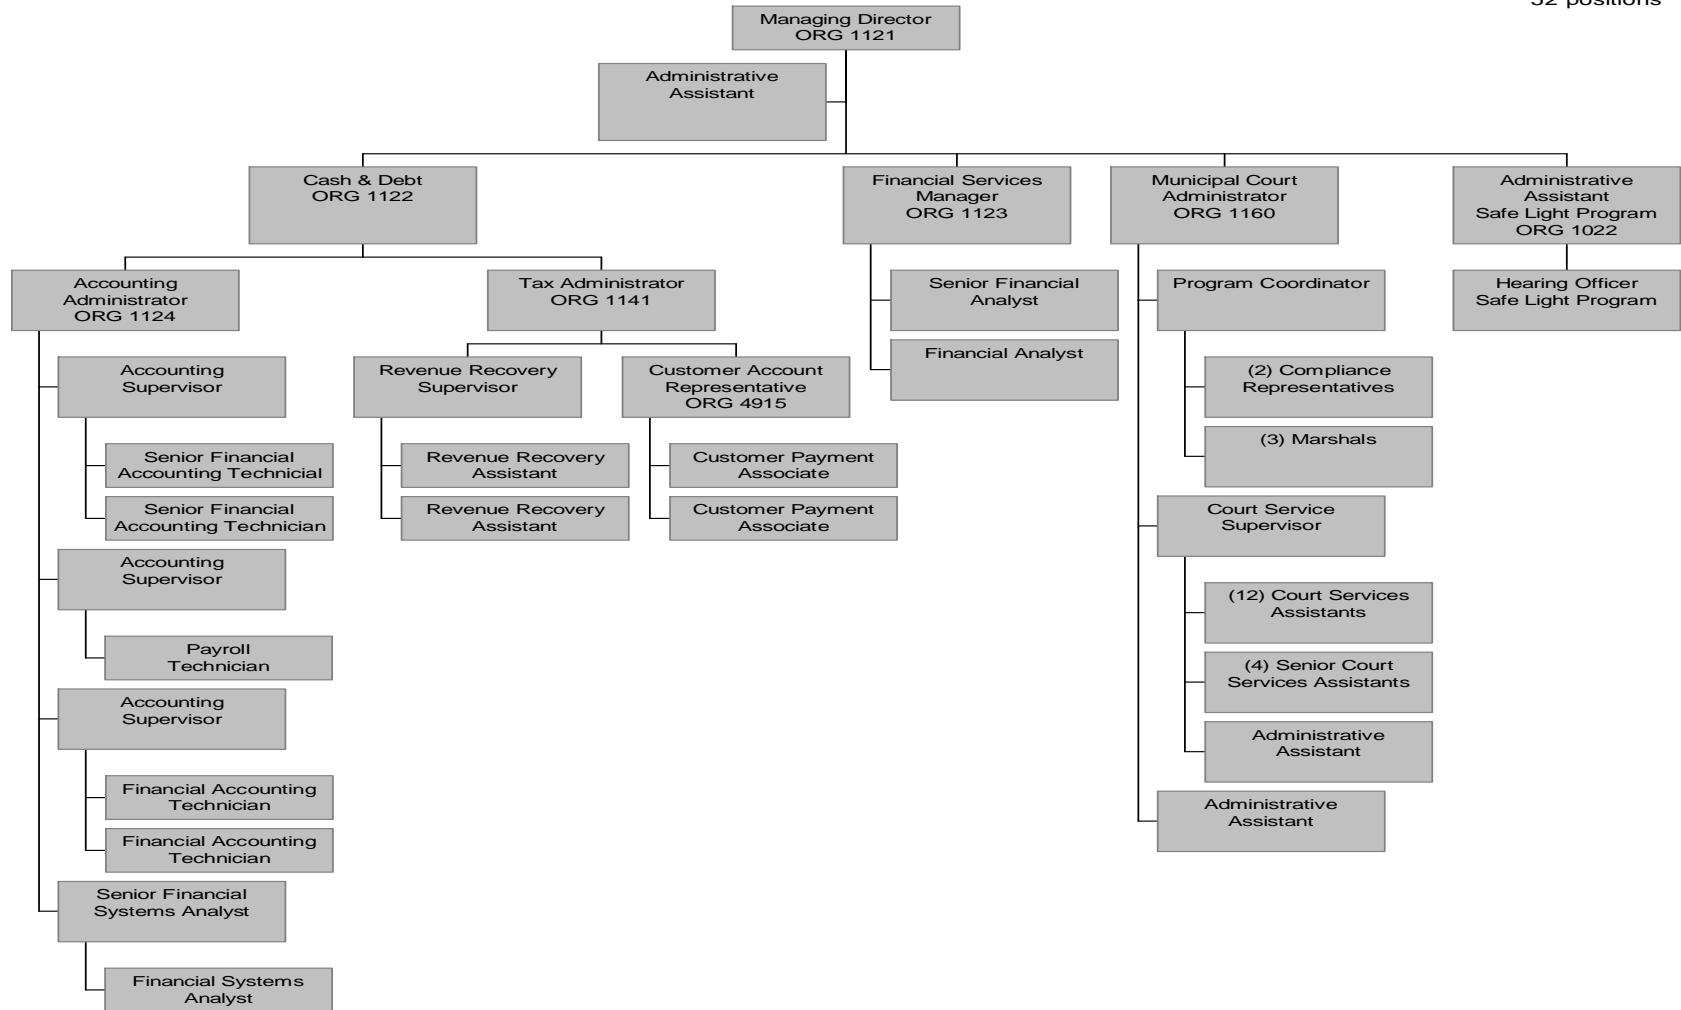 52 positions
Managing Director
ORG 1121
Administrative
Assistant
Cash & Debt
ORG 1122
Financial Services
Manager
ORG 1123
Municipal Court
Administrator
ORG 1160
Administrative
Assistant
Safe Light Program
ORG 1022
Accounting
Administrator
ORG 1124
Tax Administrator
ORG 1141
Senior Financial
Analyst
Program Coordinator
Hearing Officer
Safe Light Program
Financial Analyst
Accounting
Supervisor
Revenue Recovery
Supervisor
Customer Account
Representative
ORG 4915
(2) Compliance
Representatives
(3) Marshals
Senior Financial
Accounting Technicial
Revenue Recovery
Assistant
Customer Payment
Associate
Senior Financial
Accounting Technician
Revenue Recovery
Assistant
Customer Payment
Associate
Court Service
Supervisor
Accounting
Supervisor
(12) Court Services
Assistants
Payroll
Technician
(4) Senior Court
Services Assistants
Accounting
Supervisor
Administrative
Assistant
Financial Accounting
Technician
Administrative
Assistant
Financial Accounting
Technician
Senior Financial
Systems Analyst
Financial Systems
Analyst